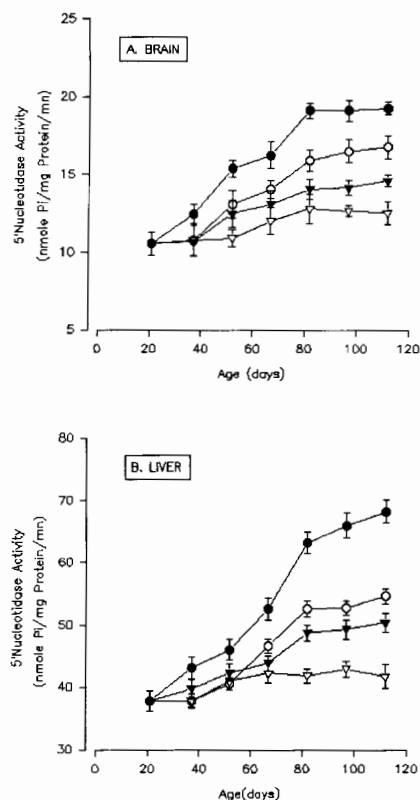 A. BRAIN
25
20
15
10
5
5'Nucleotidase Activity
(nmole Pi/mg Protein/mn)
0 20 40 60 80 100 120
Age (days)
B. LIVER
80
70
60
50
40
30
5'Nucleotidase Activity
(nmole Pi/mg Protein/mn)
0 20 40 60 80 100 120
Age(days)